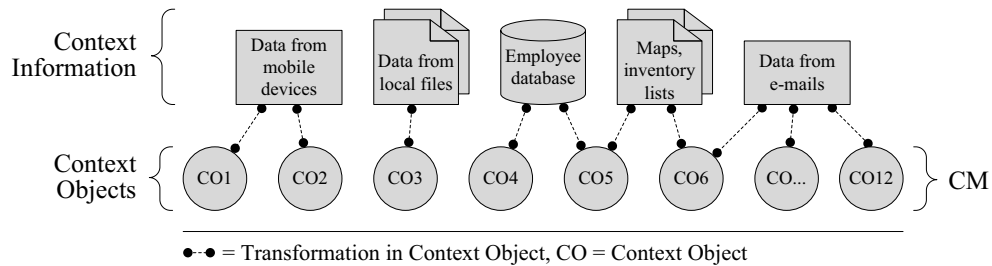 Context
Information
Data from
mobile
devices
Data from
local files
Employee
database
Maps,
inventory
lists
Data from
e-mails
Context
Objects
CO1
CO2
CO3
CO4
CO5
CO6
CO...
CO12
CM
= Transformation in Context Object, CO = Context Object